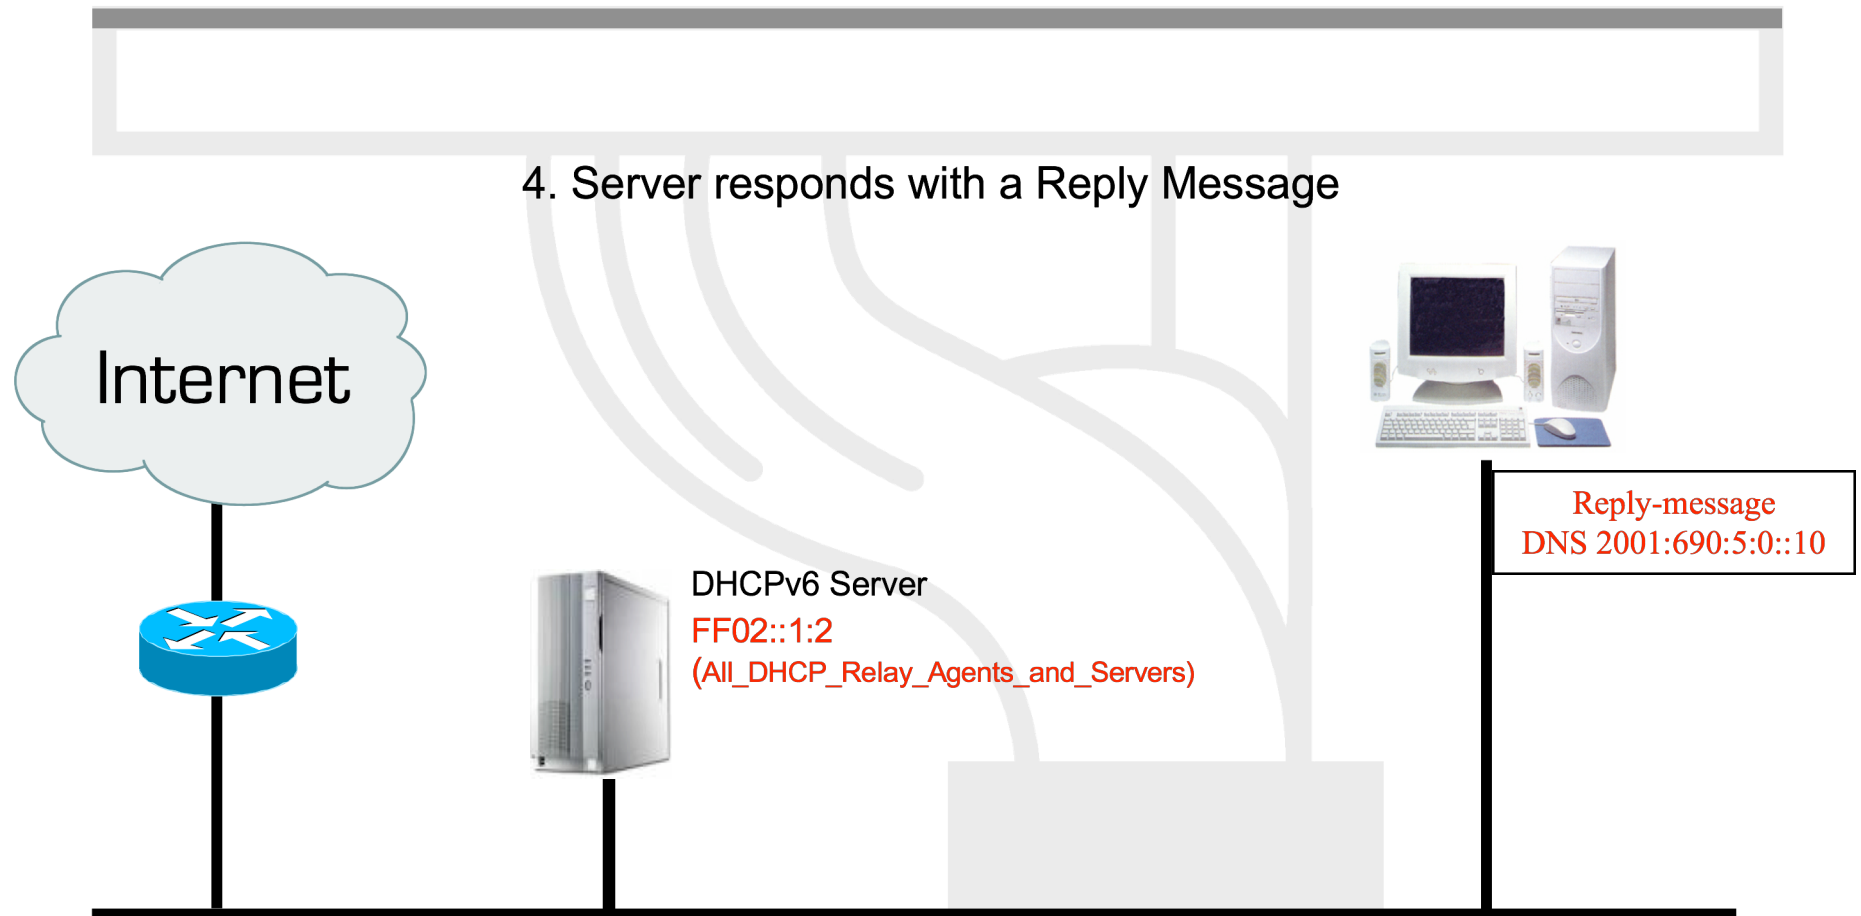 4. Server responds with a Reply Message
Internet
Reply-message
DNS 2001:690:5:0::10
DHCPv6 Server
FF02::1:2
(All_DHCP_Relay_Agents_and_Servers)